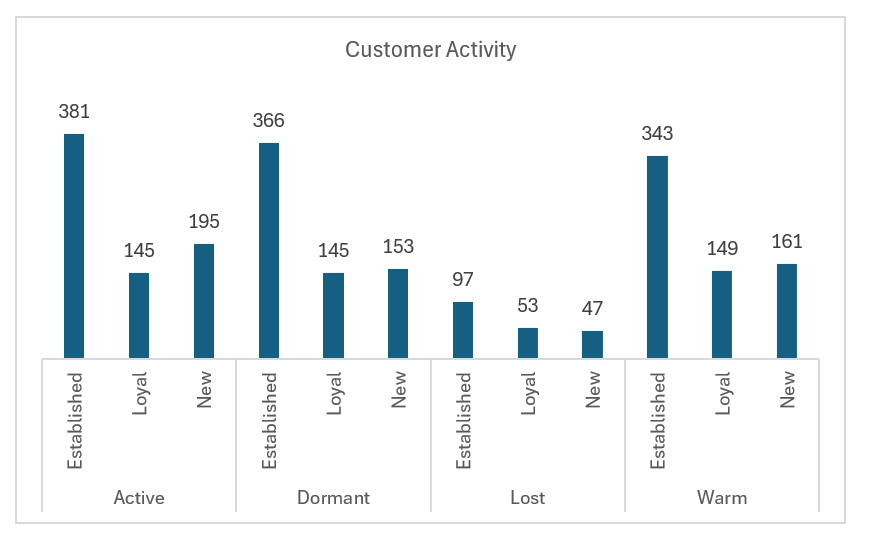 Customer Activity
381
366
343
195
145
145
153
149
161
97
53
47
Established
Loyal
New
Established
Loyal
New
Established
Loyal
New
Established
Loyal
New
Active
Dormant
Lost
Warm